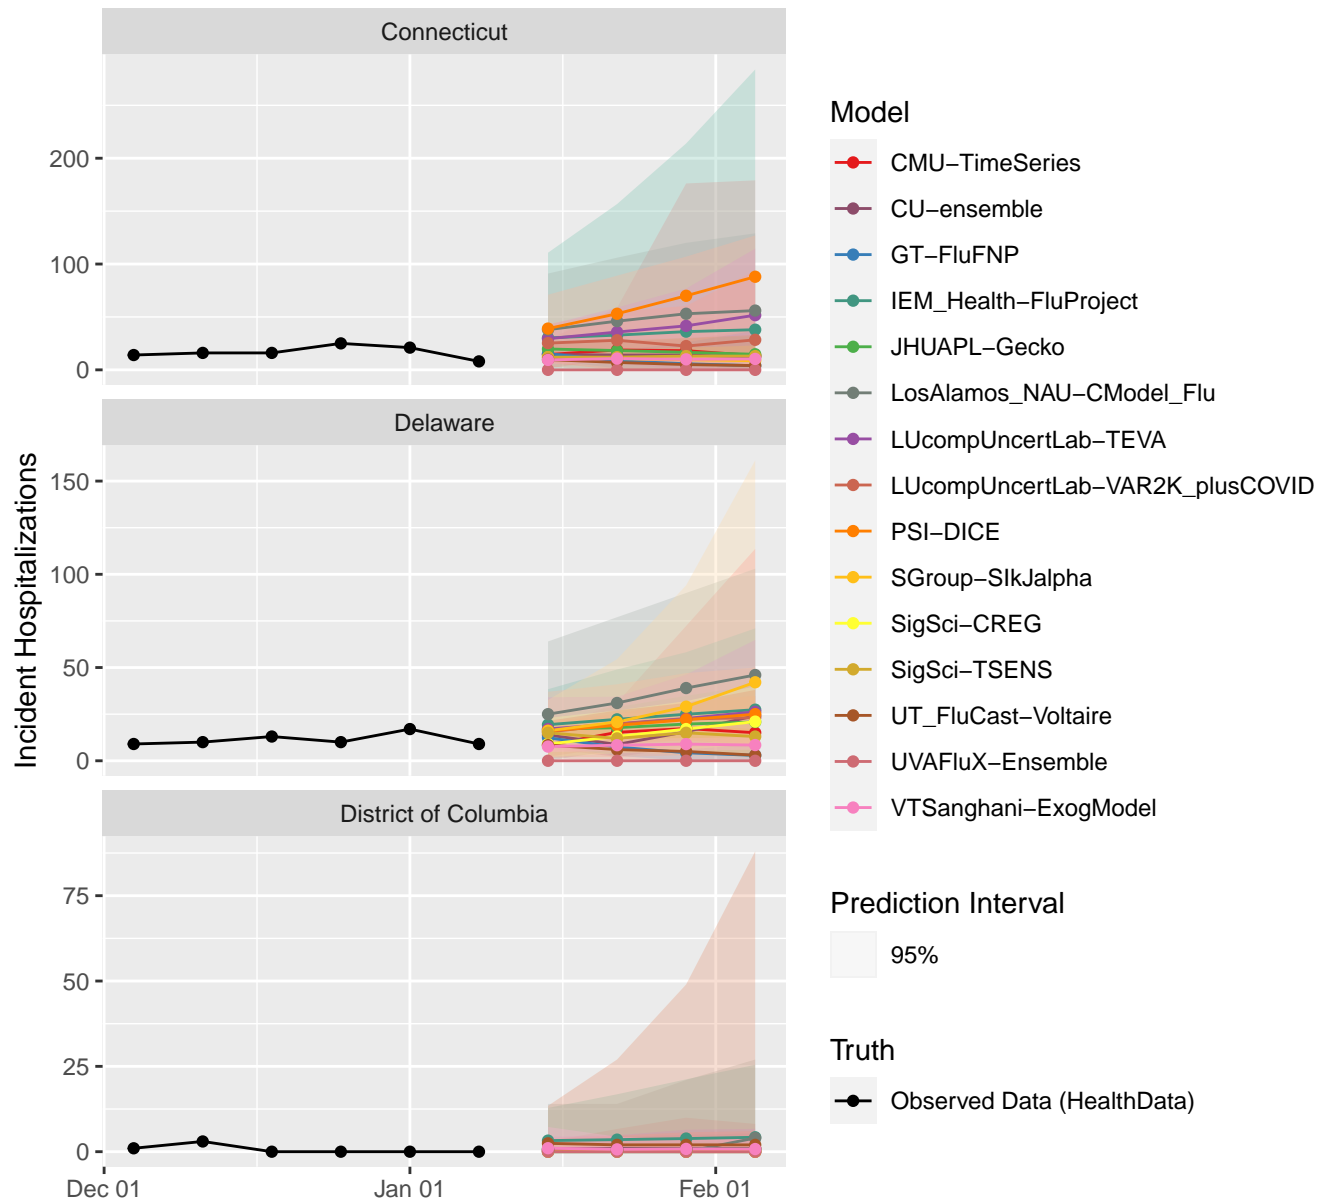 Connecticut
200
100
0
Delaware
150
100
50
0
District of Columbia
75
50
25
0
Dec 01
Jan 01
Feb 01
Incident Hospitalizations
Model
CMU−TimeSeries
CU−ensemble
GT−FluFNP
IEM_Health−FluProject
JHUAPL−Gecko
LosAlamos_NAU−CModel_Flu
LUcompUncertLab−TEVA
LUcompUncertLab−VAR2K_plusCOVID
PSI−DICE
SGroup−SIkJalpha
SigSci−CREG
SigSci−TSENS
UT_FluCast−Voltaire
UVAFluX−Ensemble
VTSanghani−ExogModel
Prediction Interval
95%
Truth
Observed Data (HealthData)